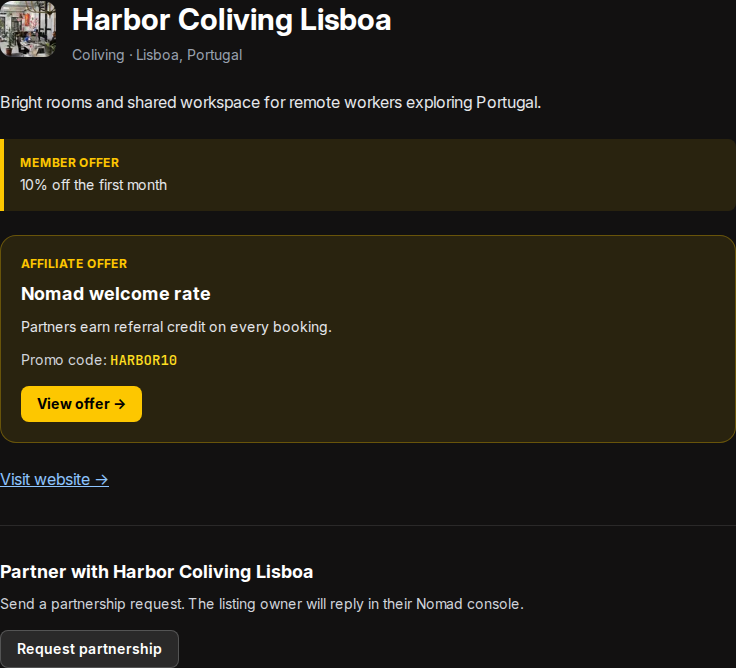 Harbor Coliving Lisboa
Coliving · Lisboa, Portugal
Bright rooms and shared workspace for remote workers exploring Portugal.
MEMBER OFFER
10% off the first month
AFFILIATE OFFER
Nomad welcome rate
Partners earn referral credit on every booking.
Promo code: HARBOR10
View offer →
Visit website →
Partner with Harbor Coliving Lisboa
Send a partnership request. The listing owner will reply in their Nomad console.
Request partnership